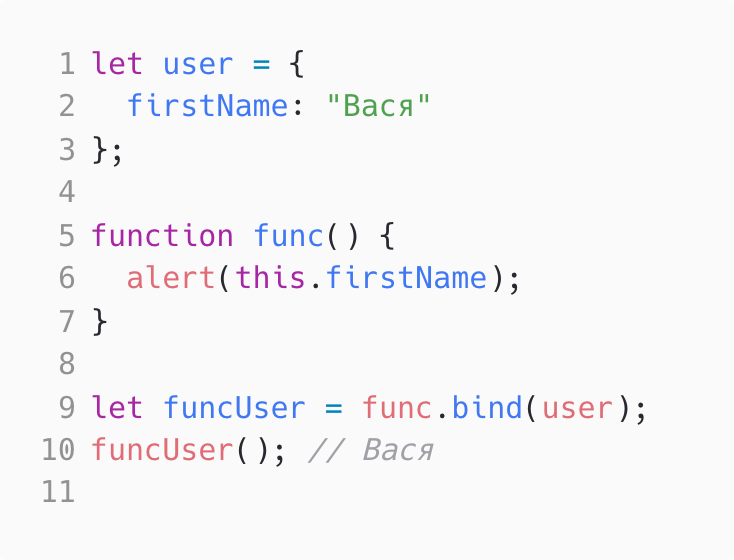 1 let user = {
2   firstName: "Вася"
3 };
4
5 function func() {
6   alert(this.firstName);
7 }
8
9 let funcUser = func.bind(user);
10 funcUser(); // Вася
11